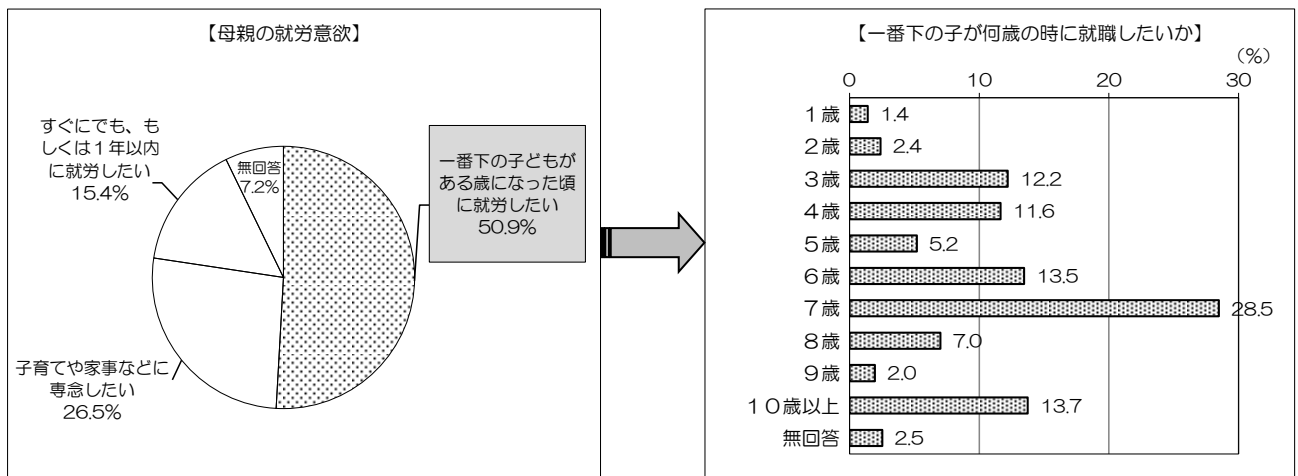 【母親の就労意欲】
すぐにでも、も
しくは１年以内
に就労したい
15.4%
無回答
7.2%
一番下の子どもが
ある歳になった頃
に就労したい
50.9%
子育てや家事などに
専念したい
26.5%
【一番下の子が何歳の時に就職したいか】
（%）
0 10 20 30
１歳 1.4
２歳 2.4
３歳 12.2
４歳 11.6
５歳 5.2
６歳 13.5
７歳 28.5
８歳 7.0
９歳 2.0
１０歳以上 13.7
無回答 2.5